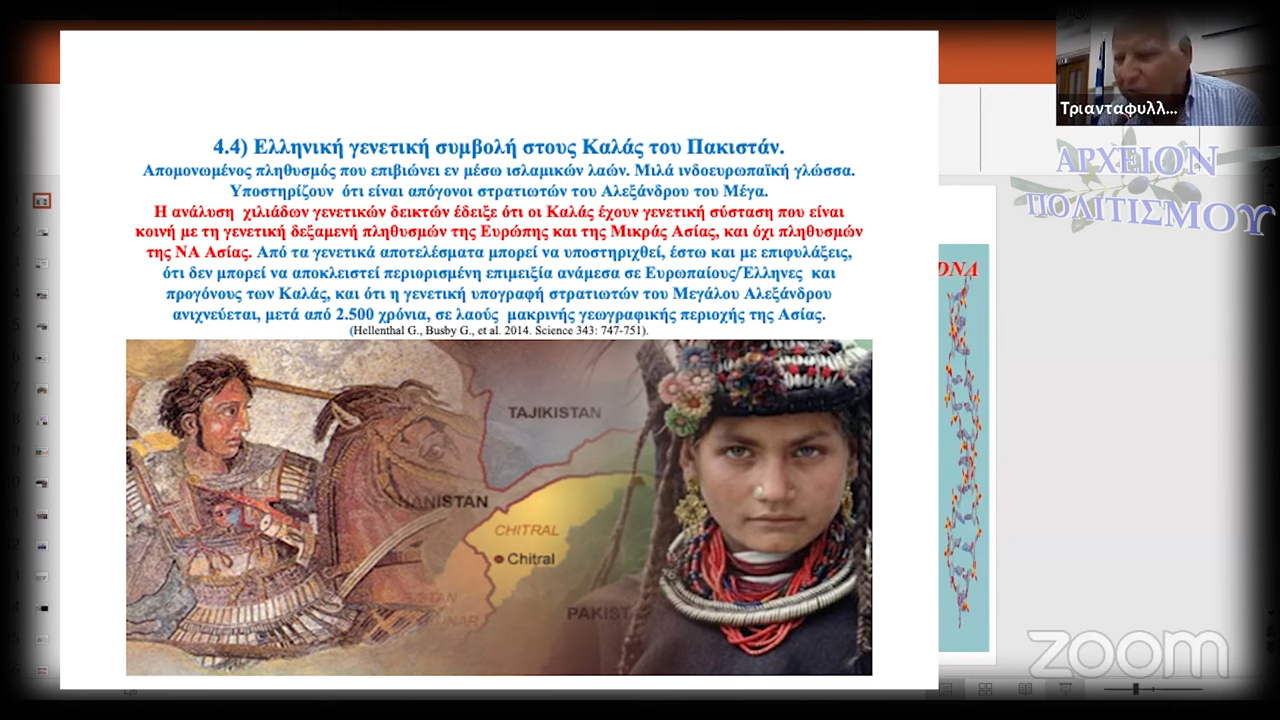 4.4) Ελληνική γενετική συμβολή στους Καλάς του Πακιστάν.
Απομονωμένος πληθυσμός που επιβιώνει εν μέσω ισλαμικών λαών. Μιλά ινδοευρωπαϊκή γλώσσα.
Υποστηρίζουν ότι είναι απόγονοι στρατιωτών του Αλεξάνδρου του Μέγα.
Η ανάλυση χιλιάδων γενετικών δεικτών έδειξε ότι οι Καλάς έχουν γενετική σύσταση που είναι
κοινή με τη γενετική δεξαμενή πληθυσμών της Ευρώπης και της Μικράς Ασίας, και όχι πληθυσμών
της ΝΑ Ασίας. Από τα γενετικά αποτελέσματα μπορεί να υποστηριχθεί, έστω και με επιφυλάξεις,
ότι δεν μπορεί να αποκλειστεί περιορισμένη επιμειξία ανάμεσα σε Ευρωπαίους/Έλληνες και
προγόνους των Καλάς, και ότι η γενετική υπογραφή στρατιωτών του Μεγάλου Αλεξάνδρου
ανιχνεύεται, μετά από 2.500 χρόνια, σε λαούς μακρινής γεωγραφικής περιοχής της Ασίας.
(Hellenthal G., Busby G., et al. 2014. Science 343: 747-751).
TAJIKISTAN
ANISTAN
CHITRAL
Chitral
PAKIST
Τριανταφυλλ...
ΑΡΧΕΙΟΝ
ΠΟΛΙΤΙΣΜΟΥ
DNA
zoom